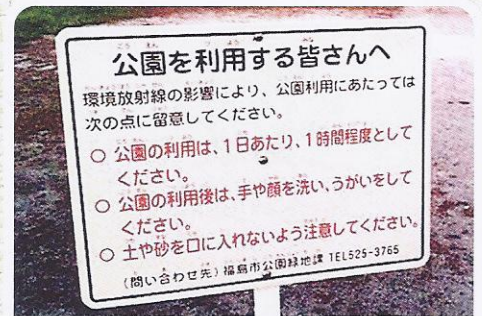 公園を利用する皆さんへ
環境放射線の影響により、公園利用にあたっては
次の点に留意してください。
○ 公園の利用は、1日あたり、1時間程度として
ください。
○ 公園の利用後は、手や顔を洗い、うがいをして
ください。
○ 土や砂を口に入れないよう注意してください。
(問い合わせ先) 福島市公園緑地課 TEL525-3765